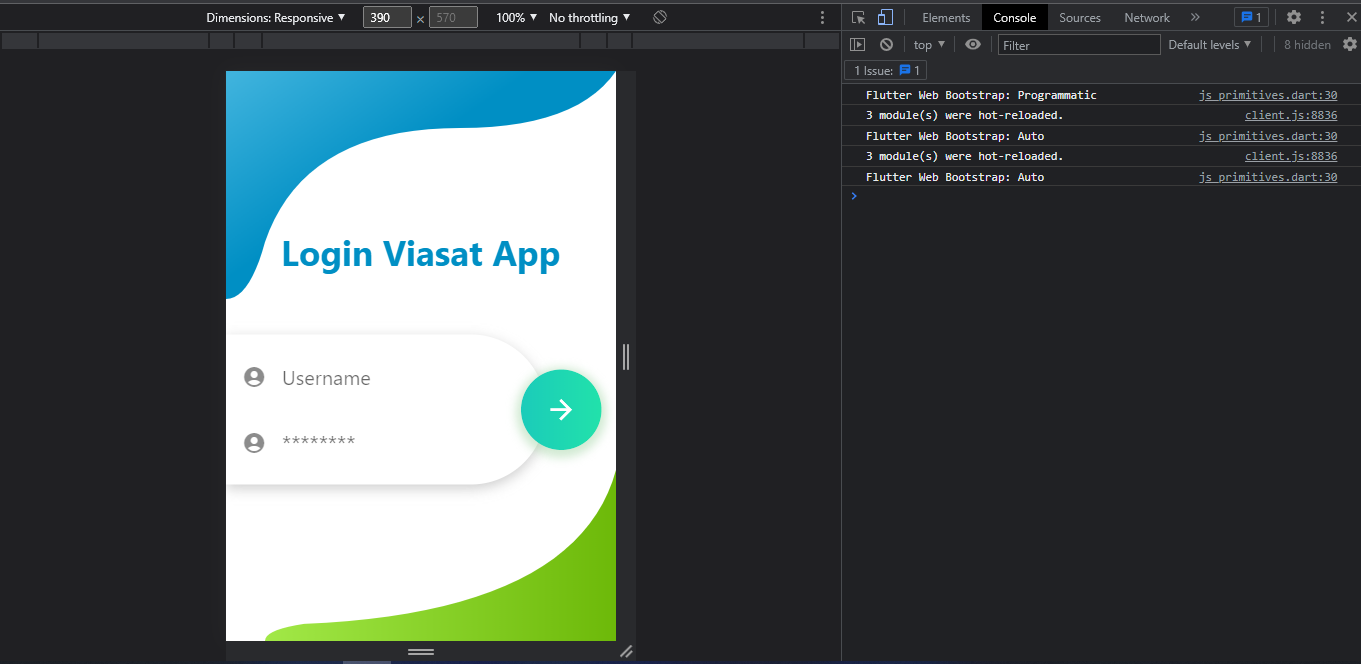 Dimensions: Responsive ▼ 390 × 570 100% ▼ No throttling ▼
Elements Console Sources Network » 1
top ▼ Filter Default levels ▼ 8 hidden
1 Issue: 1
Flutter Web Bootstrap: Programmatic js_primitives.dart:30
3 module(s) were hot-reloaded. client.js:8836
Flutter Web Bootstrap: Auto js_primitives.dart:30
3 module(s) were hot-reloaded. client.js:8836
Flutter Web Bootstrap: Auto js_primitives.dart:30
Login Viasat App
Username
********